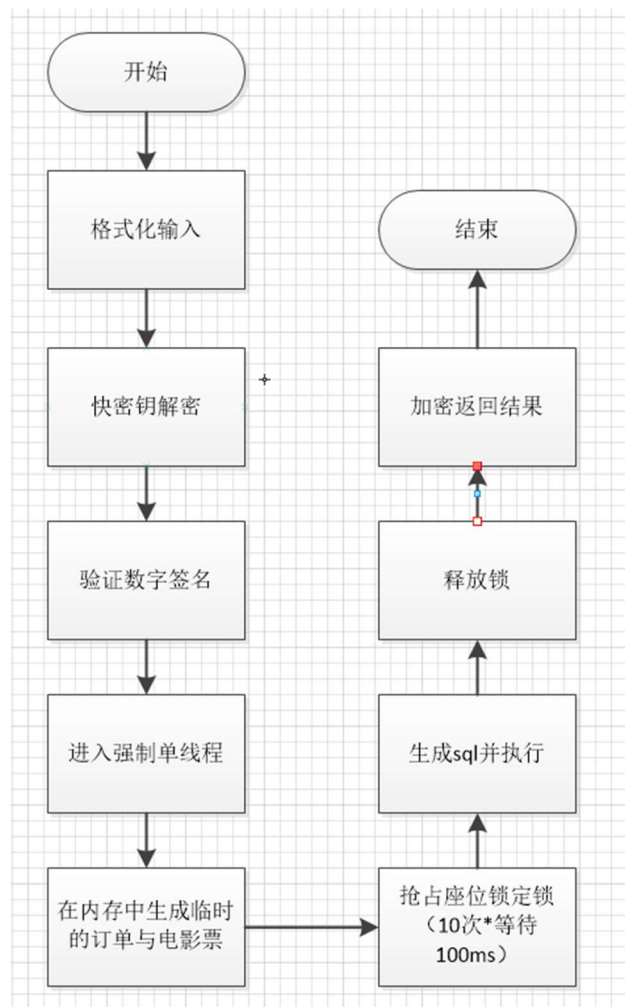 开始
格式化输入
快密钥解密
验证数字签名
进入强制单线程
在内存中生成临时
的订单与电影票
抢占座位锁定锁
（10次*等待
100ms）
生成sql并执行
释放锁
加密返回结果
结束